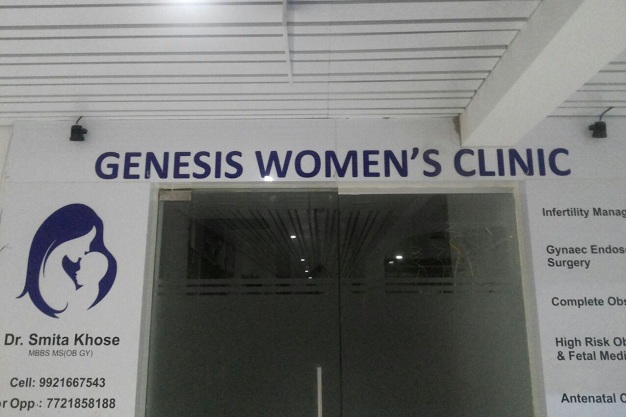 GENESIS WOMEN'S CLINIC
Dr. Smita Khose
MBBS MS(OB GY)
Cell: 9921667543
Opp : 7721858188
Infertility Manag
Gynaec Endos
Surgery
Complete Obs
High Risk Ob
& Fetal Medi
Antenatal C